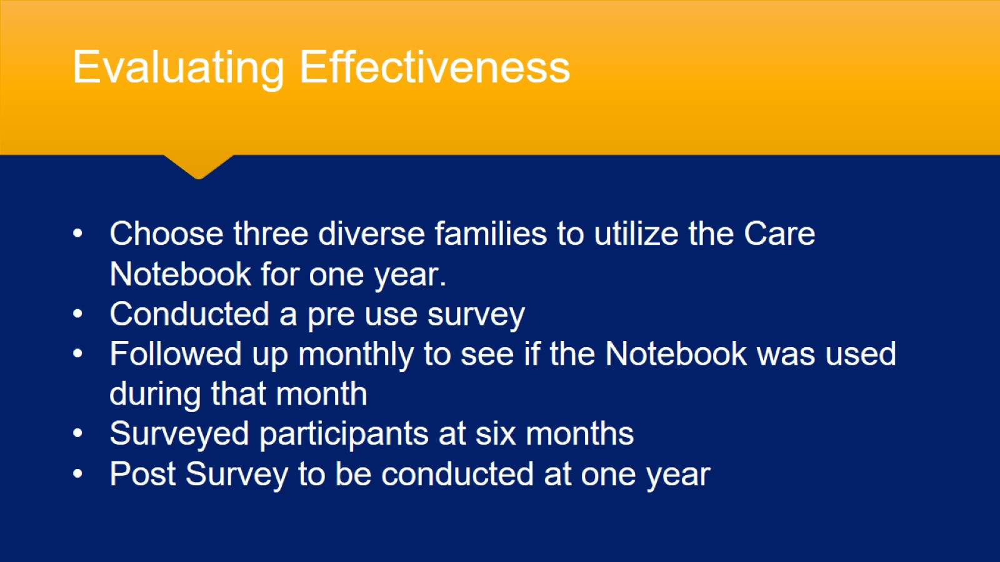 Evaluating Effectiveness
• Choose three diverse families to utilize the Care
Notebook for one year.
• Conducted a pre use survey
• Followed up monthly to see if the Notebook was used
during that month
• Surveyed participants at six months
• Post Survey to be conducted at one year